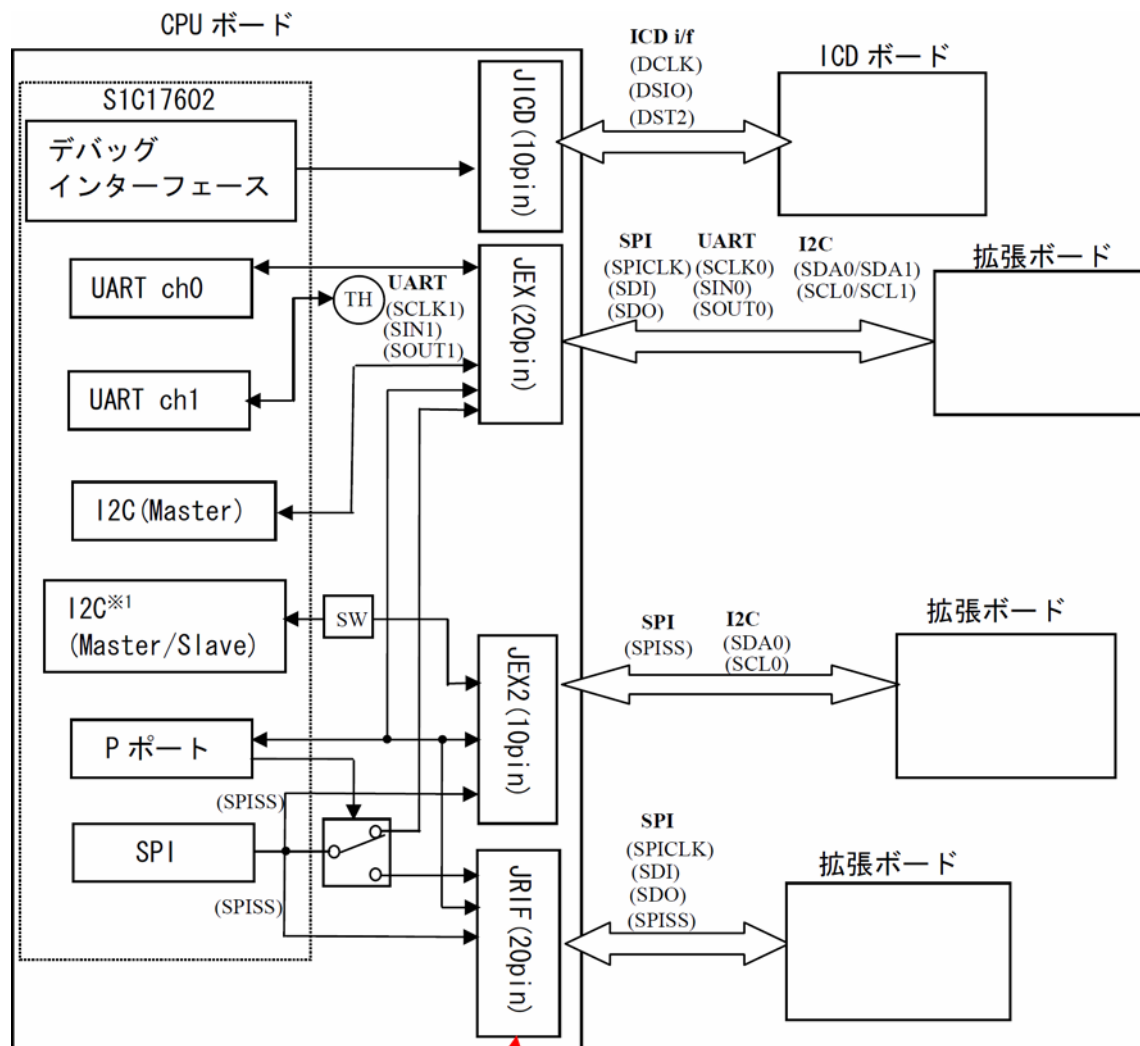 CPU ボード
S1C17602
デバッグ
インターフェース
JICD(10pin)
ICD i/f
(DCLK)
(DSIO)
(DST2)
ICD ボード
UART ch0
TH
UART
(SCLK1)
(SIN1)
(SOUT1)
JEX(20pin)
SPI
(SPICLK)
(SDI)
(SDO)
UART
(SCLK0)
(SIN0)
(SOUT0)
I2C
(SDA0/SDA1)
(SCL0/SCL1)
拡張ボード
UART ch1
I2C(Master)
I2C※1
(Master/Slave)
SW
JEX2(10pin)
SPI
(SPISS)
I2C
(SDA0)
(SCL0)
拡張ボード
P ポート
(SPISS)
SPI
(SPISS)
JRIF(20pin)
SPI
(SPICLK)
(SDI)
(SDO)
(SPISS)
拡張ボード